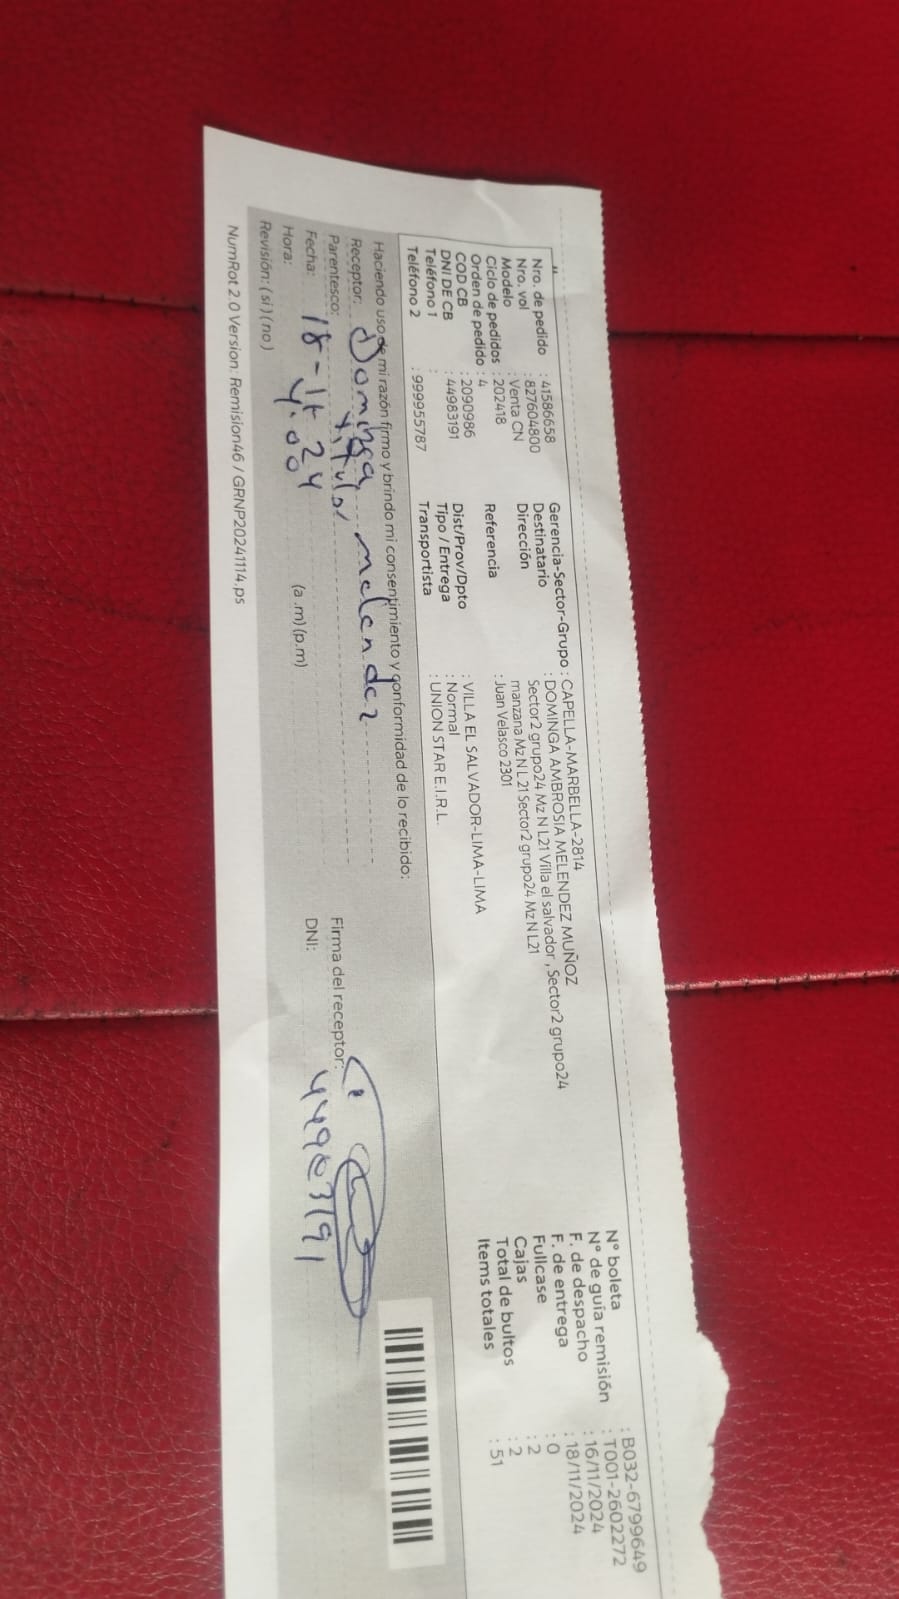 Nro. de pedido : 41586658
Nro. vol : 827604800
Modelo : Venta CN
Ciclo de pedidos : 202418
Orden de pedido : 4
COD CB : 2090986
DNI DE CB : 44983191
Teléfono 1 :
Teléfono 2 : 999955787
Gerencia-Sector-Grupo : CAPELLA-MARBELLA-2814
Destinatario : DOMINGA AMBROSIA MELENDEZ MUÑOZ
Dirección : Sector2 grupo24 Mz N L21 Villa el salvador , Sector2 grupo24
manzana Mz N L 21 Sector2 grupo24 Mz N L21
Referencia : Juan Velasco 2301
Dist/Prov/Dpto : VILLA EL SALVADOR-LIMA-LIMA
Tipo / Entrega : Normal
Transportista : UNION STAR E.I.R.L.
N° boleta : B032-6799649
N° de guía remisión : T001-2602272
F. de despacho : 16/11/2024
F. de entrega : 18/11/2024
Fullcase : 0
Cajas : 2
Total de bultos : 2
Items totales : 51
Haciendo uso de mi razón firmo y brindo mi consentimiento y conformidad de lo recibido:
Receptor: Dominga melendez
Parentesco: titular
Fecha: 18-11-24
Hora: 4:00 (a .m) (p.m)
Revisión: ( si ) ( no )
Firma del receptor:
DNI: 44983191
NumRot 2.0 Version: Remision46 / GRNP20241114.ps